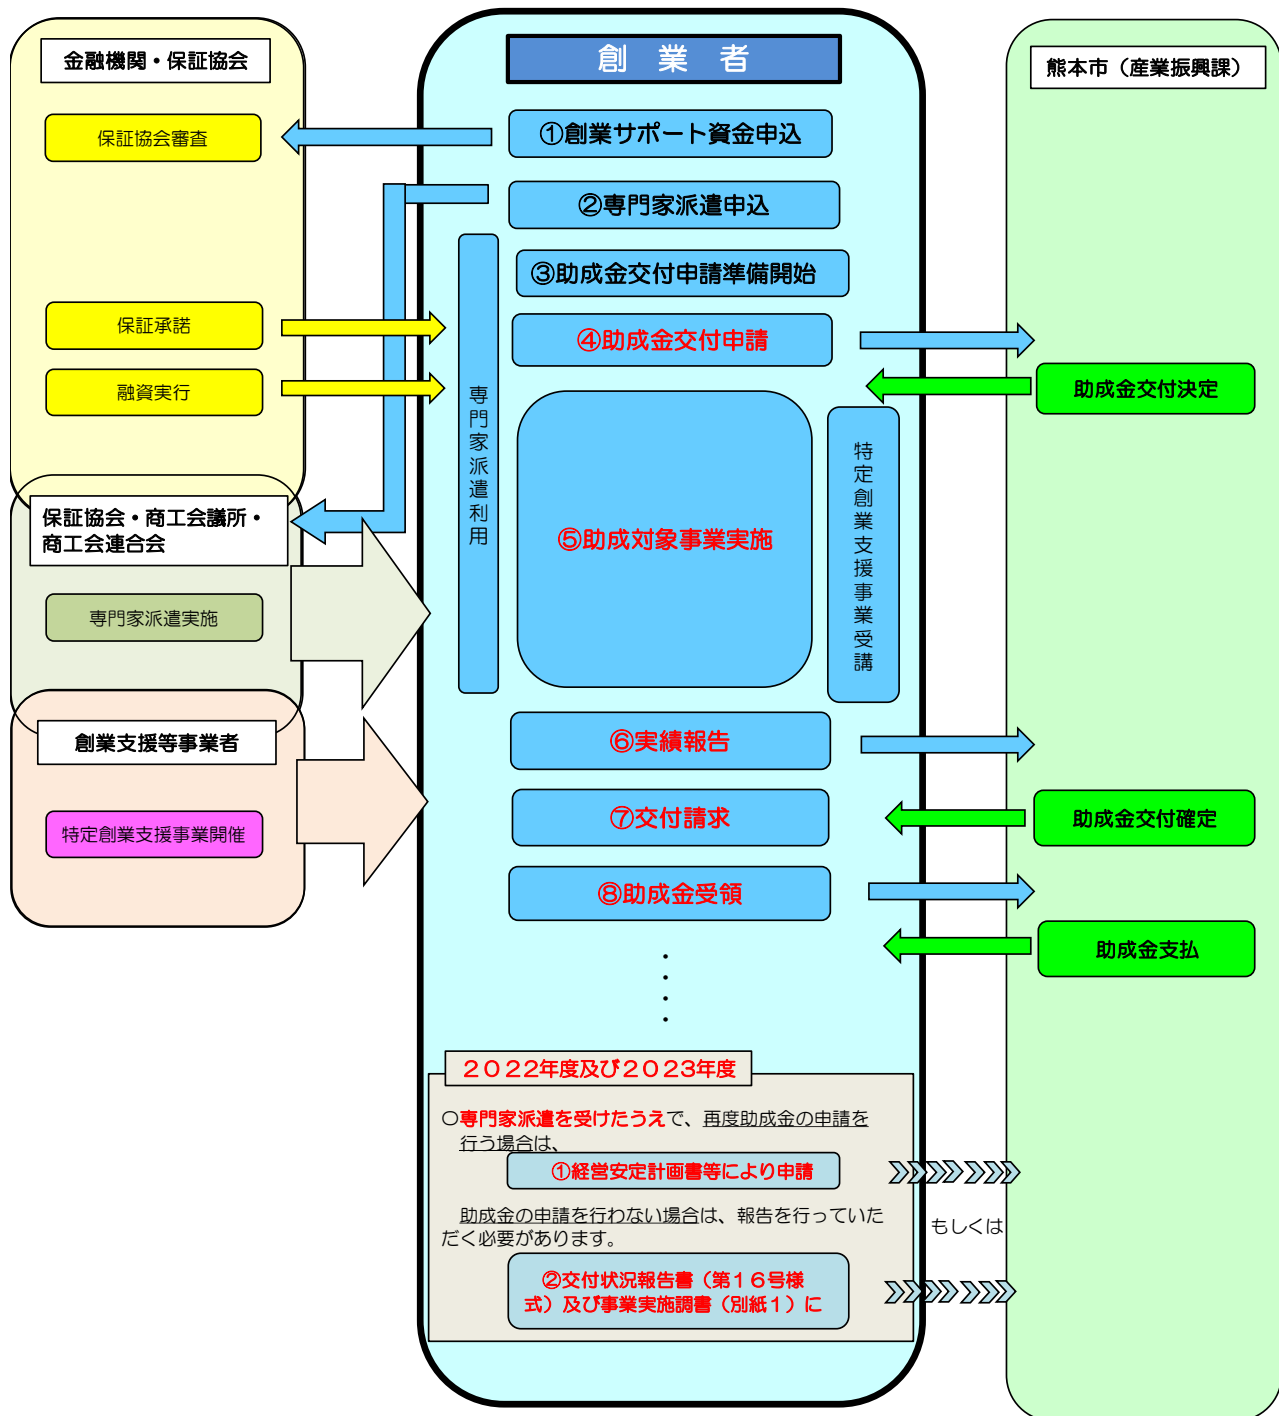 金融機関・保証協会
保証協会審査
保証承諾
融資実行
保証協会・商工会議所・
商工会連合会
専門家派遣実施
創業支援等事業者
特定創業支援事業開催
創業者
①創業サポート資金申込
②専門家派遣申込
③助成金交付申請準備開始
④助成金交付申請
専門家派遣利用
⑤助成対象事業実施
特定創業支援事業受講
⑥実績報告
⑦交付請求
⑧助成金受領
・
・
・
・
２０２２年度及び２０２３年度
○専門家派遣を受けたうえで、再度助成金の申請を
行う場合は、
①経営安定計画書等により申請
助成金の申請を行わない場合は、報告を行っていた
だく必要があります。
②交付状況報告書（第１６号様
式）及び事業実施調書（別紙１）に
もしくは
熊本市（産業振興課）
助成金交付決定
助成金交付確定
助成金支払